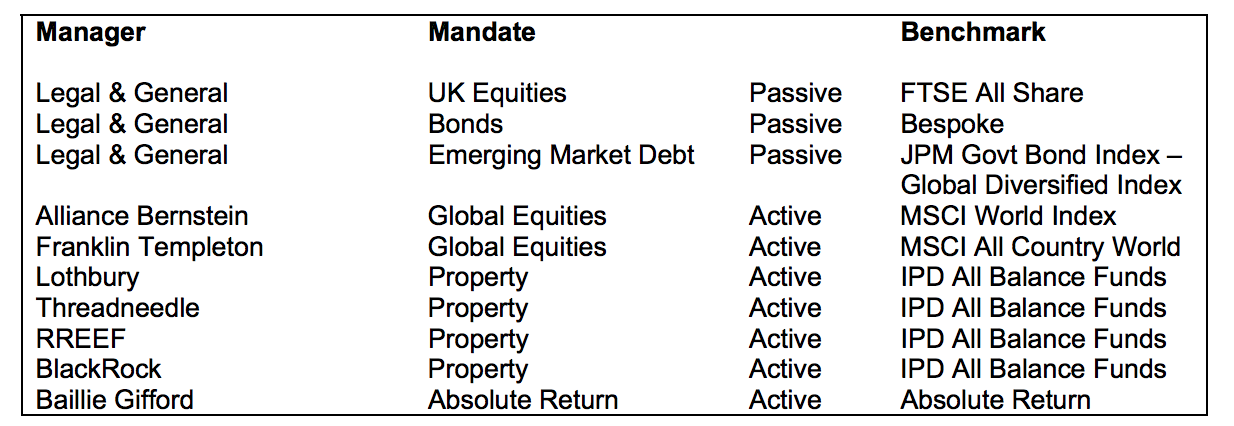 Manager Mandate Benchmark
Legal & General UK Equities Passive FTSE All Share
Legal & General Bonds Passive Bespoke
Legal & General Emerging Market Debt Passive JPM Govt Bond Index –
Global Diversified Index
Alliance Bernstein Global Equities Active MSCI World Index
Franklin Templeton Global Equities Active MSCI All Country World
Lothbury Property Active IPD All Balance Funds
Threadneedle Property Active IPD All Balance Funds
RREEF Property Active IPD All Balance Funds
BlackRock Property Active IPD All Balance Funds
Baillie Gifford Absolute Return Active Absolute Return